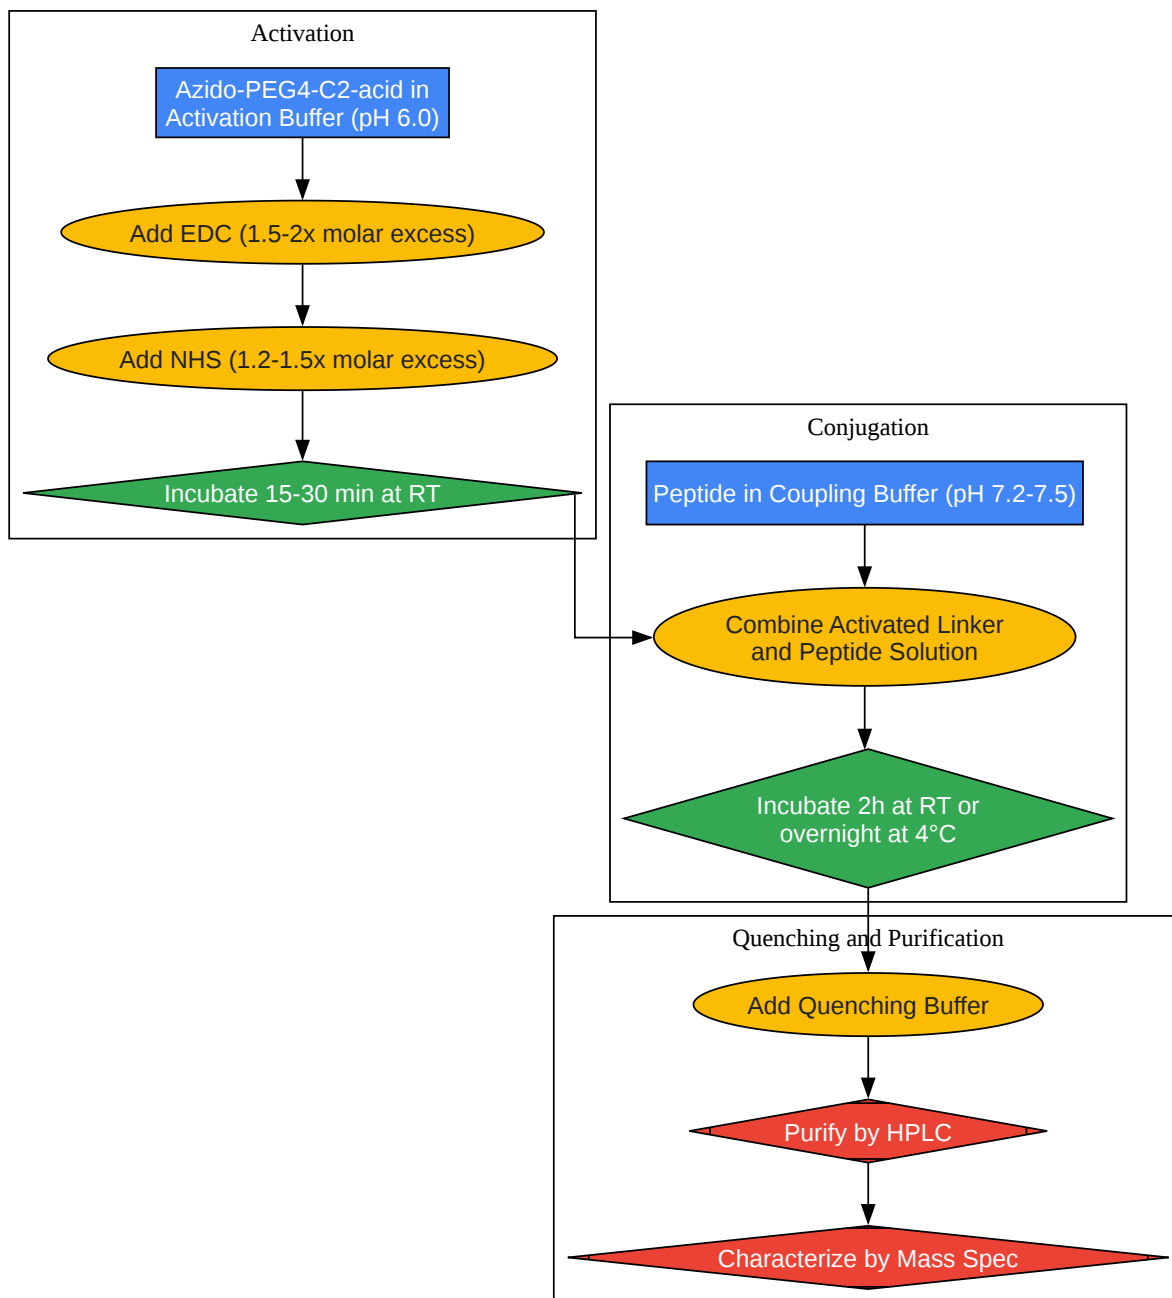 Activation
Azido-PEG4-C2-acid in
Activation Buffer (pH 6.0)
Add EDC (1.5-2x molar excess)
Add NHS (1.2-1.5x molar excess)
Incubate 15-30 min at RT
Conjugation
Peptide in Coupling Buffer (pH 7.2-7.5)
Combine Activated Linker
and Peptide Solution
Incubate 2h at RT or
overnight at 4°C
Quenching and Purification
Add Quenching Buffer
Purify by HPLC
Characterize by Mass Spec